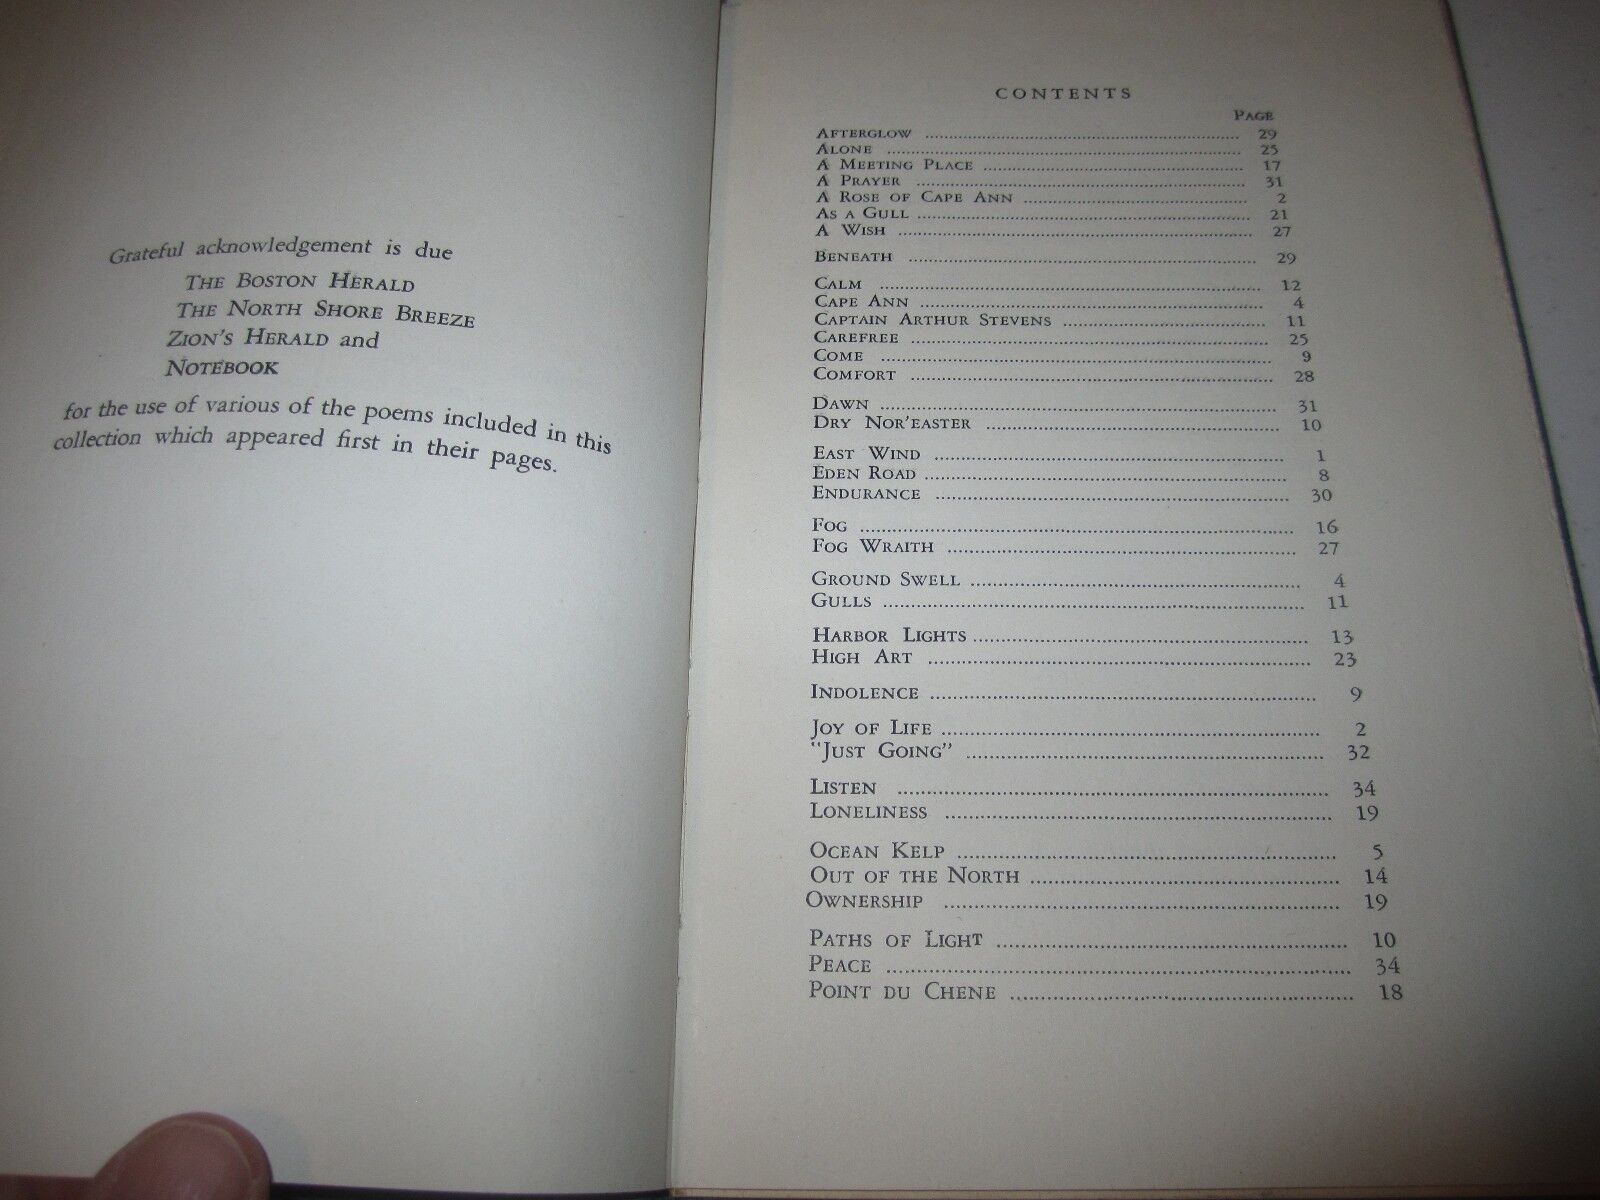 Grateful acknowledgement is due
THE BOSTON HERALD
THE NORTH SHORE BREEZE
ZION'S HERALD and
NOTEBOOK
for the use of various of the poems included in this
collection which appeared first in their pages.
CONTENTS
PAGE
AFTERGLOW 29
ALONE 25
A MEETING PLACE 17
A PRAYER 31
A ROSE OF CAPE ANN 2
AS A GULL 21
A WISH 27
BENEATH 29
CALM 12
CAPE ANN 4
CAPTAIN ARTHUR STEVENS 11
CAREFREE 25
COME 9
COMFORT 28
DAWN 31
DRY NOR'EASTER 10
EAST WIND 1
EDEN ROAD 8
ENDURANCE 30
FOG 16
FOG WRAITH 27
GROUND SWELL 4
GULLS 11
HARBOR LIGHTS 13
HIGH ART 23
INDOLENCE 9
JOY OF LIFE 2
"JUST GOING" 32
LISTEN 34
LONELINESS 19
OCEAN KELP 5
OUT OF THE NORTH 14
OWNERSHIP 19
PATHS OF LIGHT 10
PEACE 34
POINT DU CHENE 18